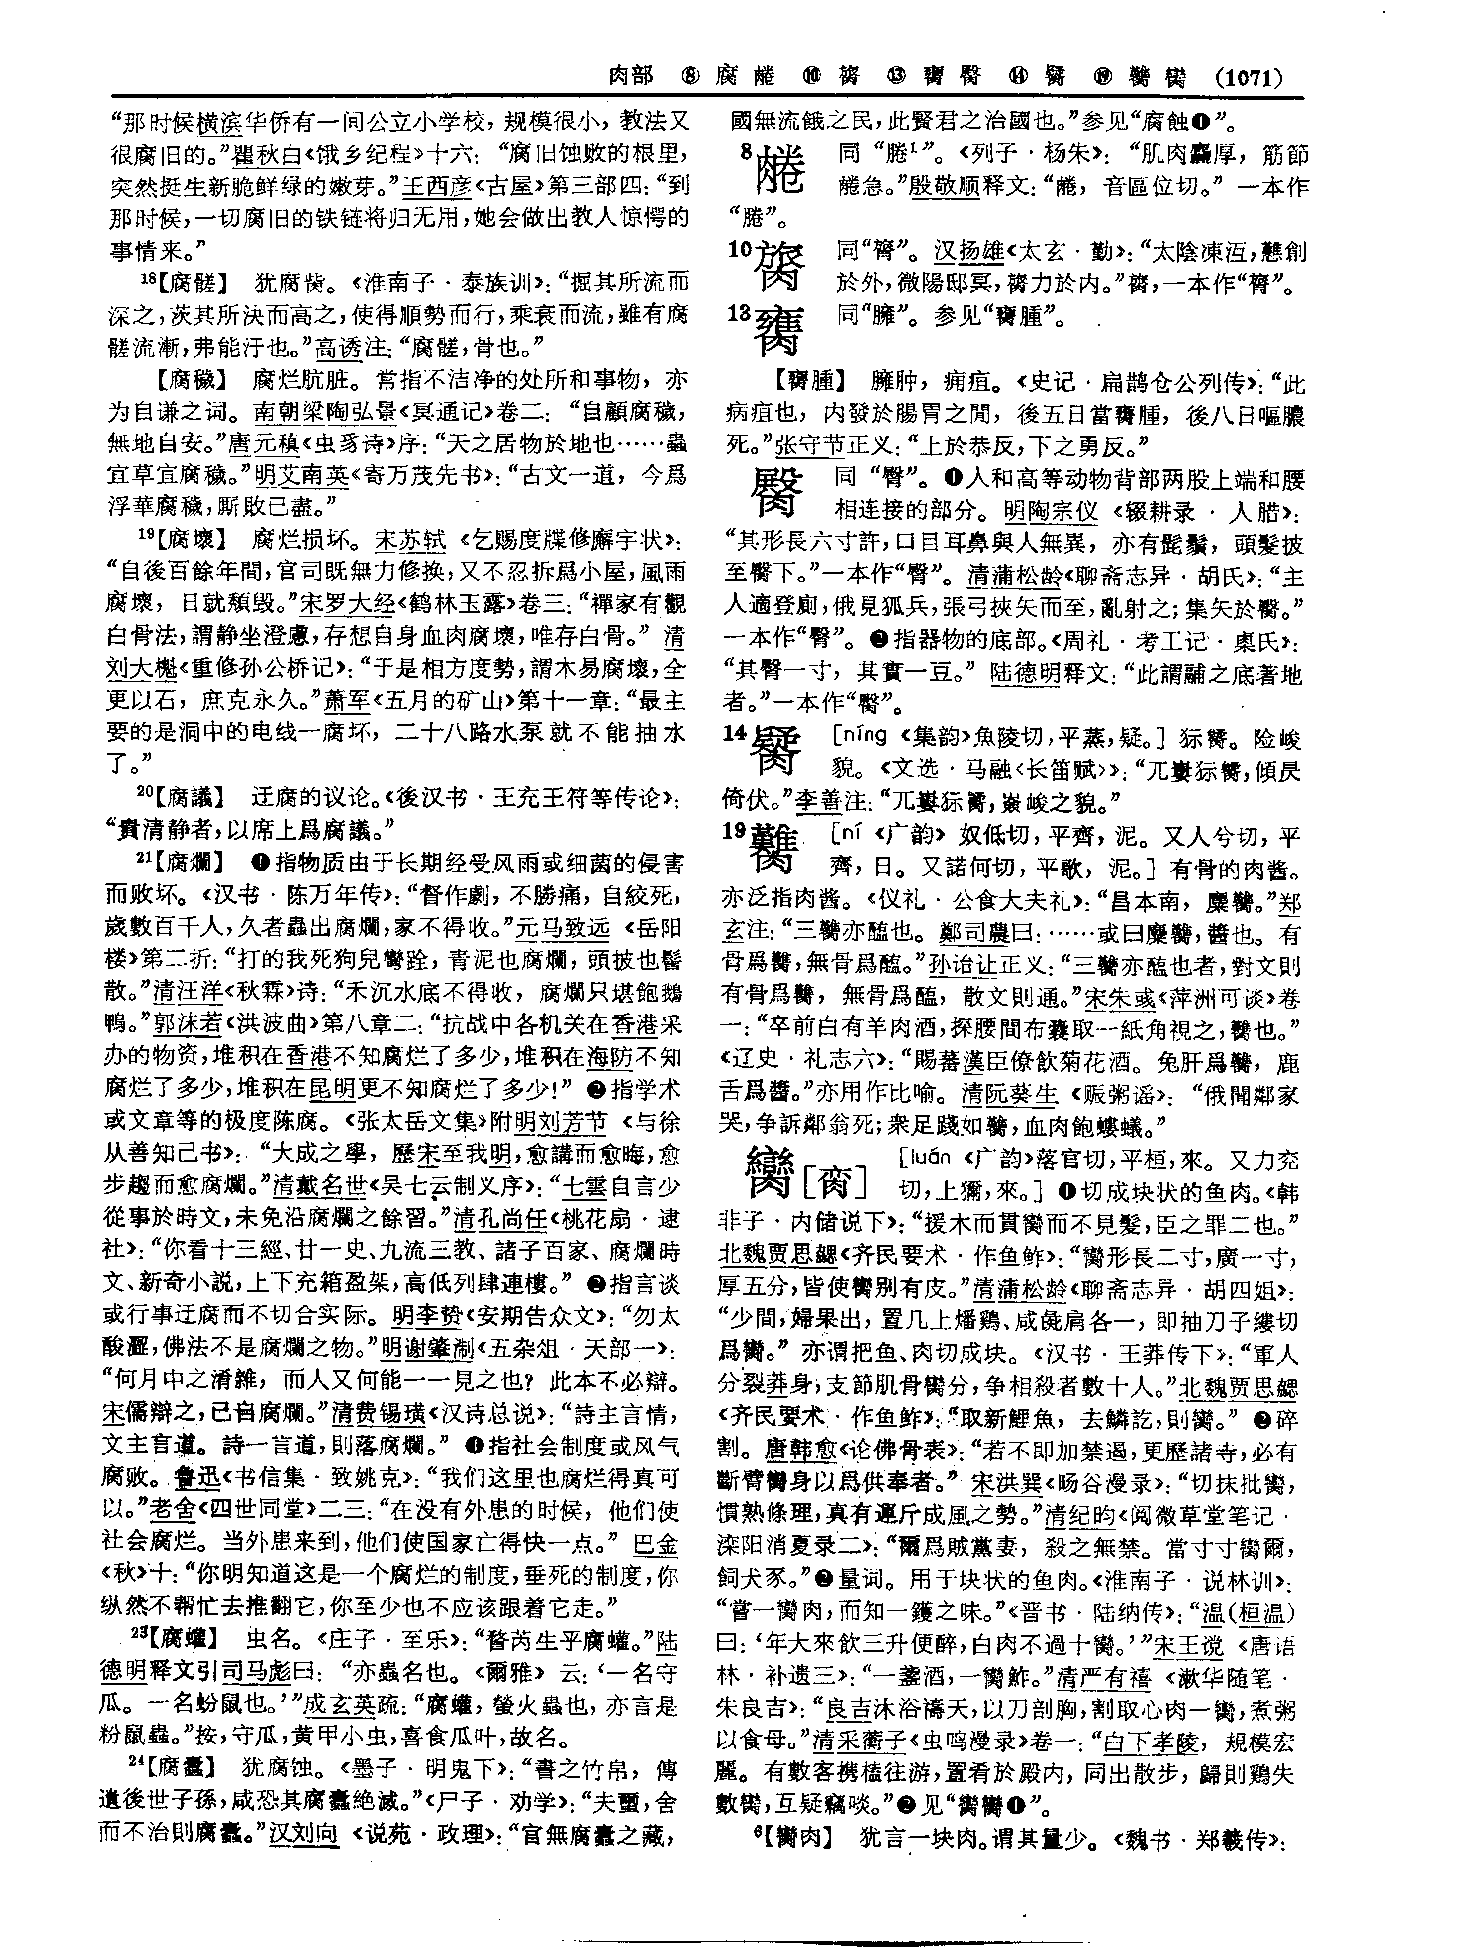 肉部 ⑧腐 ⑩ ⑬ ⑭ ⑲臡臠 (1071)
“那时候横滨华侨有一间公立小学校，规模很小，教法又
很腐旧的。”瞿秋白《饿乡纪程》十六：“腐旧蚀败的根里，
突然挺生新脆鲜绿的嫩芽。”王西彦《古屋》第三部四：“到
那时候，一切腐旧的铁链将归无用，她会做出教人惊愕的
事情来。”
18【腐髊】 犹腐胔。《淮南子·泰族训》：“掘其所流而
深之，茨其所决而高之，使得順勢而行，乘衰而流，雖有腐
髊流漸，弗能汙也。”高诱注：“腐髊，骨也。”
【腐穢】 腐烂肮脏。常指不洁净的处所和事物，亦
为自谦之词。南朝梁陶弘景《冥通记》卷二：“自顧腐穢，
無地自安。”唐元稹《虫豸诗》序：“天之居物於地也……蟲
宜草宜腐穢。”明艾南英《寄万茂先书》：“古文一道，今爲
浮華腐穢，斲敗已盡。”
19【腐壞】 腐烂损坏。宋苏轼《乞赐度牒修廨宇状》：
“自後百餘年間，官司既無力修换，又不忍拆爲小屋，風雨
腐壞，日就頽毁。”宋罗大经《鹤林玉露》卷三：“禪家有觀
白骨法，謂静坐澄慮，存想自身血肉腐壞，唯存白骨。”清
刘大櫆《重修孙公桥记》：“于是相方度勢，謂木易腐壞，全
更以石，庶克永久。”萧军《五月的矿山》第十一章：“最主
要的是洞中的电线一腐坏，二十八路水泵就不能抽水
了。”
20【腐議】 迂腐的议论。《後汉书·王充王符等传论》：
“貴清静者，以席上爲腐議。”
21【腐爛】 ❶指物质由于长期经受风雨或细菌的侵害
而败坏。《汉书·陈万年传》：“督作劇，不勝痛，自絞死，
歲數百千人，久者蟲出腐爛，家不得收。”元马致远《岳阳
楼》第二折：“打的我死狗兒彎跧，青泥也腐爛，頭披也髻
散。”清汪洋《秋霖》诗：“禾沉水底不得收，腐爛只堪飽鵝
鴨。”郭沫若《洪波曲》第八章二：“抗战中各机关在香港采
办的物资，堆积在香港不知腐烂了多少，堆积在海防不知
腐烂了多少，堆积在昆明更不知腐烂了多少！” ❷指学术
或文章等的极度陈腐。《张太岳文集》附明刘芳节《与徐
从善知己书》：“大成之學，歷宋至我明，愈講而愈晦，愈
步趨而愈腐爛。”清戴名世《吴七云制义序》：“七雲自言少
從事於時文，未免沿腐爛之餘習。”清孔尚任《桃花扇·逮
社》：“你看十三經、廿一史、九流三教、諸子百家、腐爛時
文、新奇小説，上下充箱盈架，高低列肆連樓。” ❸指言谈
或行事迂腐而不切合实际。明李贽《安期告众文》：“勿太
酸澀，佛法不是腐爛之物。”明谢肇淛《五杂俎·天部一》：
“何月中之淆雜，而人又何能一一見之也？此本不必辯。
宋儒辯之，已自腐爛。”清费锡璜《汉诗总说》：“詩主言情，
文主言道。詩一言道，則落腐爛。” ❹指社会制度或风气
腐败。鲁迅《书信集·致姚克》：“我们这里也腐烂得真可
以。”老舍《四世同堂》二三：“在没有外患的时候，他们使
社会腐烂。当外患来到，他们使国家亡得快一点。”巴金
《秋》十：“你明知道这是一个腐烂的制度，垂死的制度，你
纵然不帮忙去推翻它，你至少也不应该跟着它走。”
23【腐蠸】 虫名。《庄子·至乐》：“瞀芮生乎腐蠸。”陆
德明释文引司马彪曰：“亦蟲名也。《爾雅》云：‘一名守
瓜。一名蚡鼠也。’”成玄英疏：“腐蠸，螢火蟲也，亦言是
粉鼠蟲。”按，守瓜，黄甲小虫，喜食瓜叶，故名。
24【腐蠹】 犹腐蚀。《墨子·明鬼下》：“書之竹帛，傳
遺後世子孫，咸恐其腐蠹絶滅。”《尸子·劝学》：“夫璽，舍
而不治則腐蠹。”汉刘向《说苑·政理》：“官無腐蠹之藏，
國無流餓之民，此賢君之治國也。”参见“腐蝕❶”。
8 同“腃¹”。《列子·杨朱》：“肌肉麤厚，筋節
急。”殷敬顺释文：“，音區位切。”一本作
“腃”。
10 同“膂”。汉扬雄《太玄·勤》：“太陰凍沍，戁創
於外，微陽邸冥，力於内。”，一本作“膂”。
13 同“臃”。参见“腫”。
【腫】 臃肿，痈疽。《史记·扁鹊仓公列传》：“此
病疽也，内發於腸胃之間，後五日當腫，後八日嘔膿
死。”张守节正义：“上於恭反，下之勇反。”
同“臀”。❶人和高等动物背部两股上端和腰
相连接的部分。明陶宗仪《辍耕录·人腊》：
“其形長六寸許，口目耳鼻與人無異，亦有髭鬚，頭髮披
至下。”一本作“臀”。清蒲松龄《聊斋志异·胡氏》：“主
人適登廁，俄見狐兵，張弓挾矢而至，亂射之；集矢於。”
一本作“臀”。❷指器物的底部。《周礼·考工记·㮚氏》：
“其臀一寸，其實一豆。”陆德明释文：“此謂鬴之底著地
者。”一本作“”。
14 [níng《集韵》魚陵切，平蒸，疑。]㹞。险峻
貌。《文选·马融〈长笛赋〉》：“兀嶁㹞，傾昃
倚伏。”李善注：“兀嶁㹞，嶷峻之貌。”
19臡 [ní《广韵》奴低切，平齊，泥。又人兮切，平
齊，日。又諾何切，平歌，泥。]有骨的肉酱。
亦泛指肉酱。《仪礼·公食大夫礼》：“昌本南，麋臡。”郑
玄注：“三臡亦醢也。鄭司農曰：……或曰麋臡，醬也。有
骨爲臡，無骨爲醢。”孙诒让正义：“三臡亦醢也者，對文則
有骨爲臡，無骨爲醢，散文則通。”宋朱彧《萍洲可谈》卷
一：“卒前白有羊肉酒，探腰間布囊取一紙角視之，臡也。”
《辽史·礼志六》：“賜蕃漢臣僚飲菊花酒。兔肝爲臡，鹿
舌爲醬。”亦用作比喻。清阮葵生《赈粥谣》：“俄聞鄰家
哭，争訴鄰翁死；衆足踐如臡，血肉飽螻蟻。”
臠[脔] [luán《广韵》落官切，平桓，來。又力兖
切，上獮，來。]❶切成块状的鱼肉。《韩
非子·内储说下》：“援木而貫臠而不見髮，臣之罪二也。”
北魏贾思勰《齐民要术·作鱼鲊》：“臠形長二寸，廣一寸，
厚五分，皆使臠别有皮。”清蒲松龄《聊斋志异·胡四姐》：
“少間，婦果出，置几上燔鷄、咸彘肩各一，即抽刀子縷切
爲臠。”亦谓把鱼、肉切成块。《汉书·王莽传下》：“軍人
分裂莽身，支節肌骨臠分，争相殺者數十人。”北魏贾思勰
《齐民要术·作鱼鲊》：“取新鯉魚，去鱗訖，則臠。” ❷碎
割。唐韩愈《论佛骨表》：“若不即加禁遏，更歷諸寺，必有
斷臂臠身以爲供奉者。”宋洪巽《旸谷漫录》：“切抹批臠，
慣熟條理，真有運斤成風之勢。”清纪昀《阅微草堂笔记·
滦阳消夏录二》：“爾爲賊黨妻，殺之無禁。當寸寸臠爾，
飼犬豕。”❸量词。用于块状的鱼肉。《淮南子·说林训》：
“嘗一臠肉，而知一鑊之味。”《晋书·陆纳传》：“温(桓温)
曰：‘年大來飲三升便醉，白肉不過十臠。’”宋王谠《唐语
林·补遗三》：“一盞酒，一臠鮓。”清严有禧《漱华随笔·
朱良吉》：“良吉沐浴禱天，以刀剖胸，割取心肉一臠，煮粥
以食母。”清采蘅子《虫鸣漫录》卷一：“白下孝陵，規模宏
麗。有數客携榼往游，置肴於殿内，同出散步，歸則鷄失
數臠，互疑竊啖。”❹见“臠臠❶”。
6【臠肉】 犹言一块肉。谓其量少。《魏书·郑羲传》：